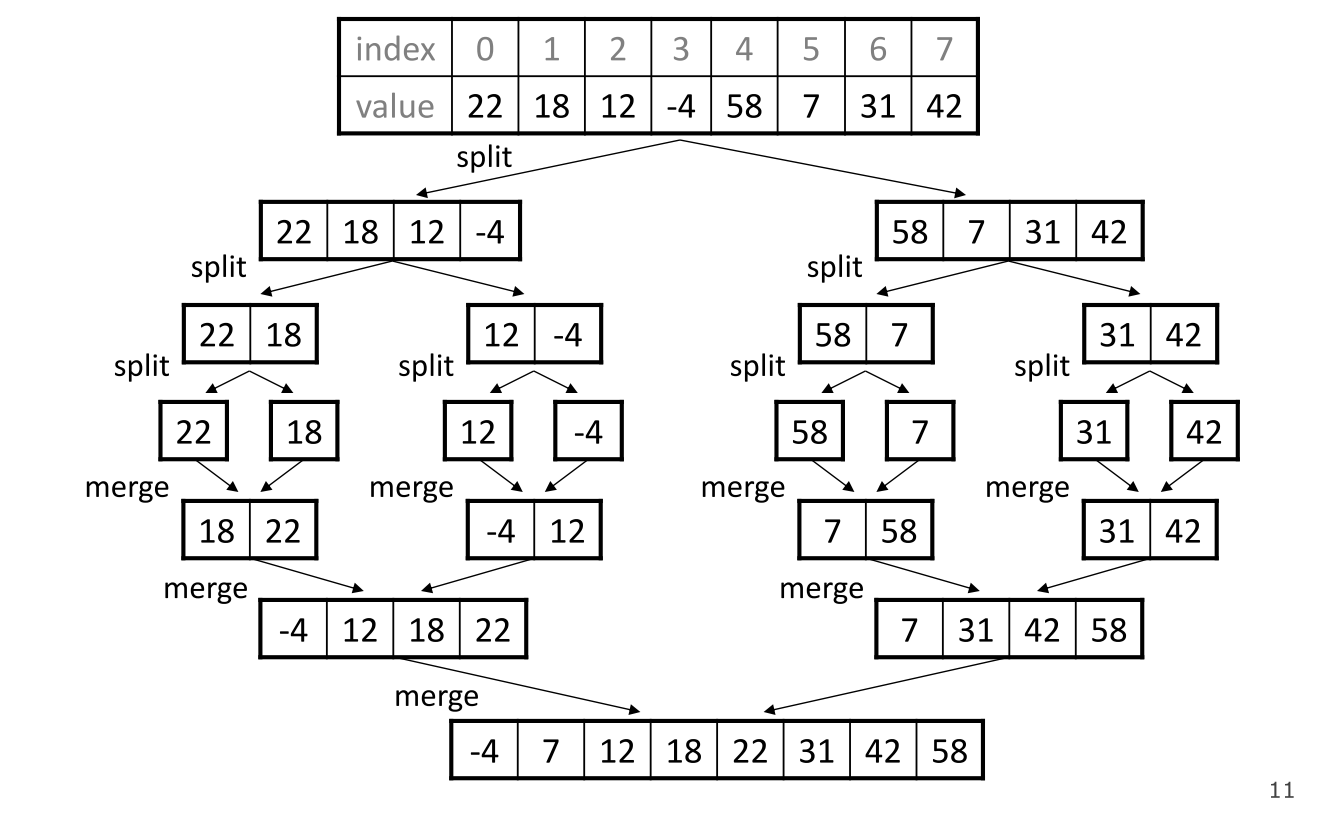 index 0 1 2 3 4 5 6 7
value 22 18 12 -4 58 7 31 42
split
22 18 12 -4 58 7 31 42
split split
22 18 12 -4 58 7 31 42
split split split split
22 18 12 -4 58 7 31 42
merge merge merge merge
18 22 -4 12 7 58 31 42
merge merge
-4 12 18 22 7 31 42 58
merge
-4 7 12 18 22 31 42 58
11